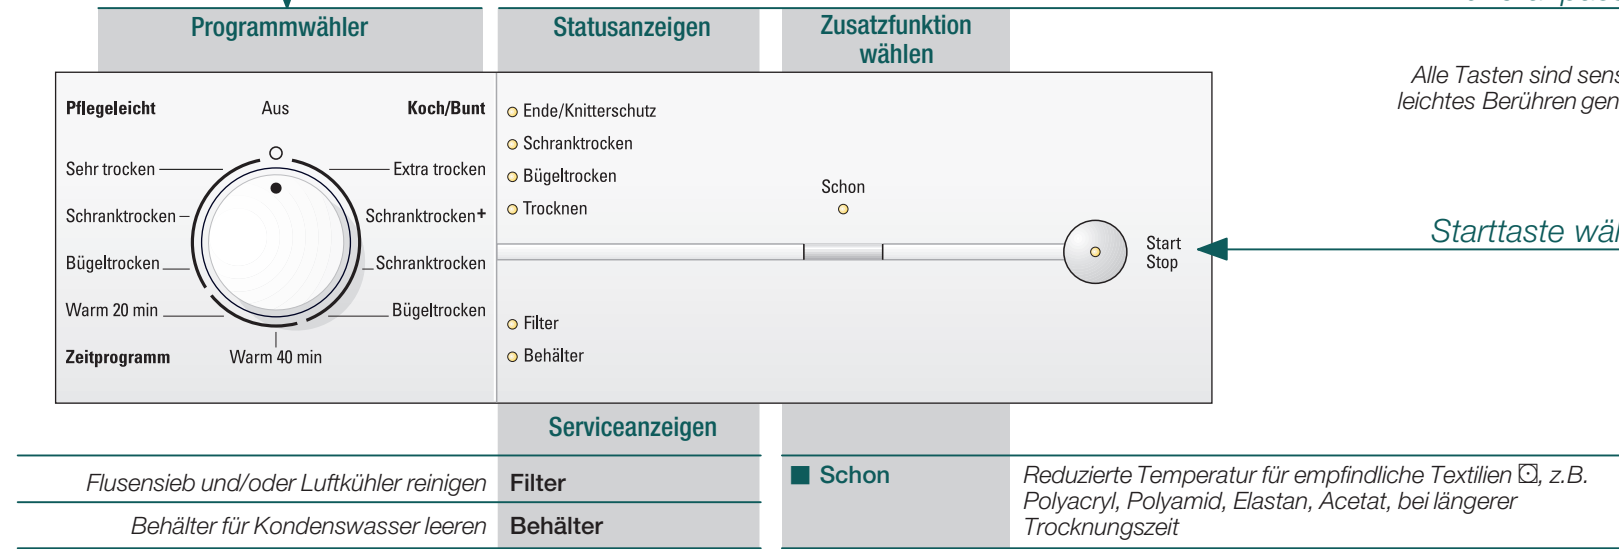 Programmwähler
Statusanzeigen
Zusatzfunktion
wählen
Alle Tasten sind
leichtes Berühren
Pflegeleicht
Aus
Koch/Bunt
Sehr trocken
Extra trocken
Schranktrocken
Schranktrocken+
Bügeltrocken
Schranktrocken
Warm 20 min
Bügeltrocken
Zeitprogramm
Warm 40 min
Ende/Knitterschutz
Schranktrocken
Bügeltrocken
Trocknen
Schon
Start
Stop
Starttaste
Filter
Behälter
Serviceanzeigen
Flusensieb und/oder Luftkühler reinigen Filter
Behälter für Kondenswasser leeren Behälter
Schon
Reduzierte Temperatur für empfindliche Textilien, z.B.
Polyacryl, Polyamid, Elastan, Acetat, bei längerer
Trocknungszeit